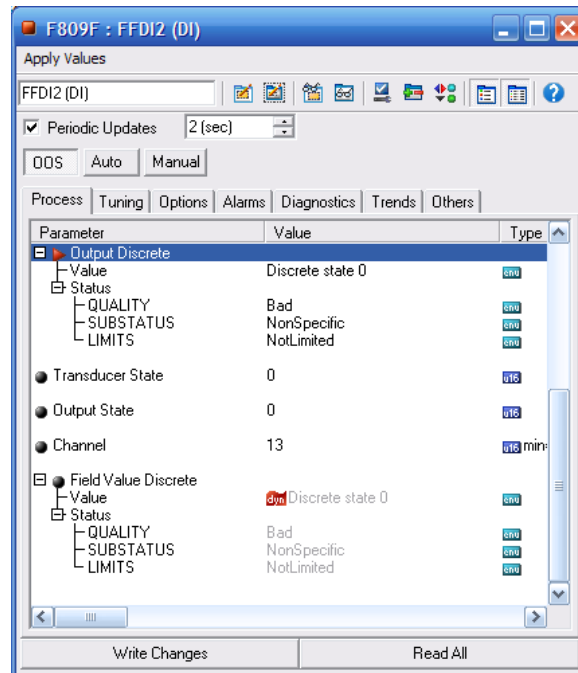 F809F : FFDI2 (DI)
Apply Values
FFDI2 (DI)
Periodic Updates 2 (sec)
OOS Auto Manual
Process Tuning Options Alarms Diagnostics Trends Others
Parameter Value Type
Output Discrete
Value Discrete state 0 enu
Status
QUALITY Bad enu
SUBSTATUS NonSpecific enu
LIMITS NotLimited enu
Transducer State 0 u16
Output State 0 u16
Channel 13 u16 min=
Field Value Discrete
Value dyn Discrete state 0 enu
Status
QUALITY Bad enu
SUBSTATUS NonSpecific enu
LIMITS NotLimited enu
Write Changes Read All